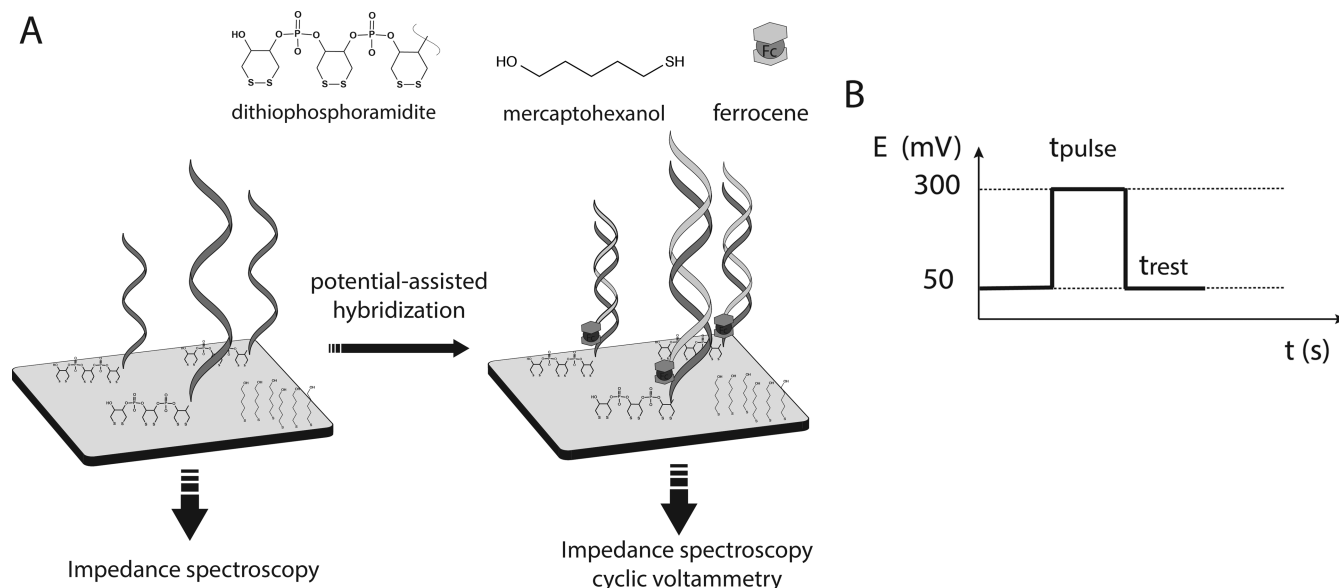 A
HO
O
P
O
O
O
O
P
O
O
O
S–S
S–S
S–S
dithiophosphoramidite
HO
SH
mercaptohexanol
Fc
ferrocene
B
E (mV)
tpulse
300
trest
50
t (s)
potential-assisted
hybridization
Impedance spectroscopy
Impedance spectroscopy
cyclic voltammetry